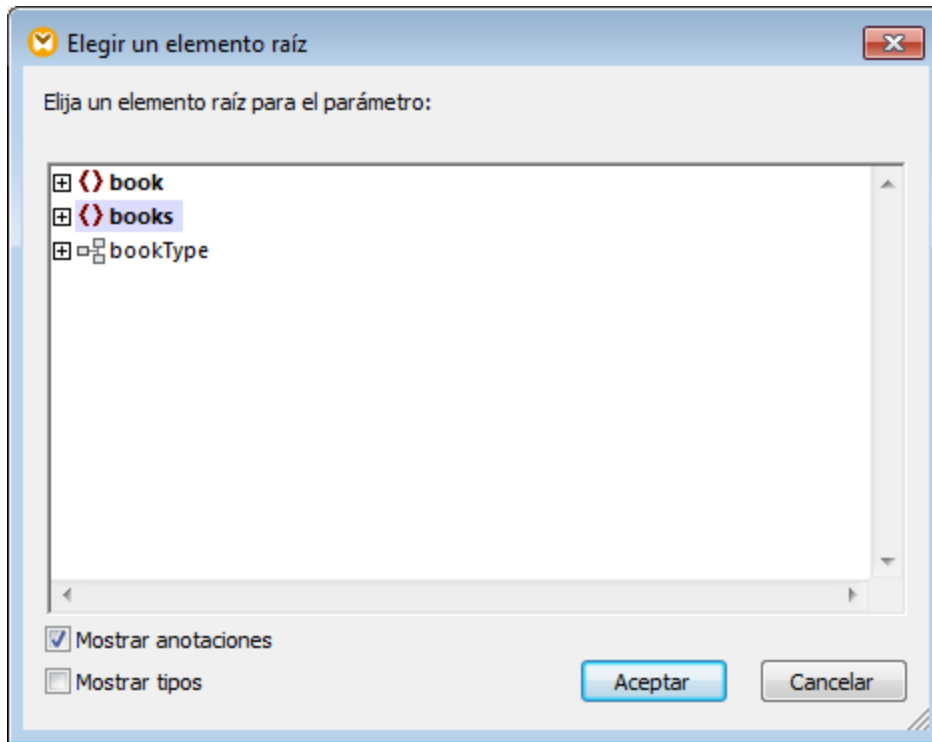 Elegir un elemento raíz
Elija un elemento raíz para el parámetro:
book
books
bookType
Mostrar anotaciones
Mostrar tipos
Aceptar
Cancelar